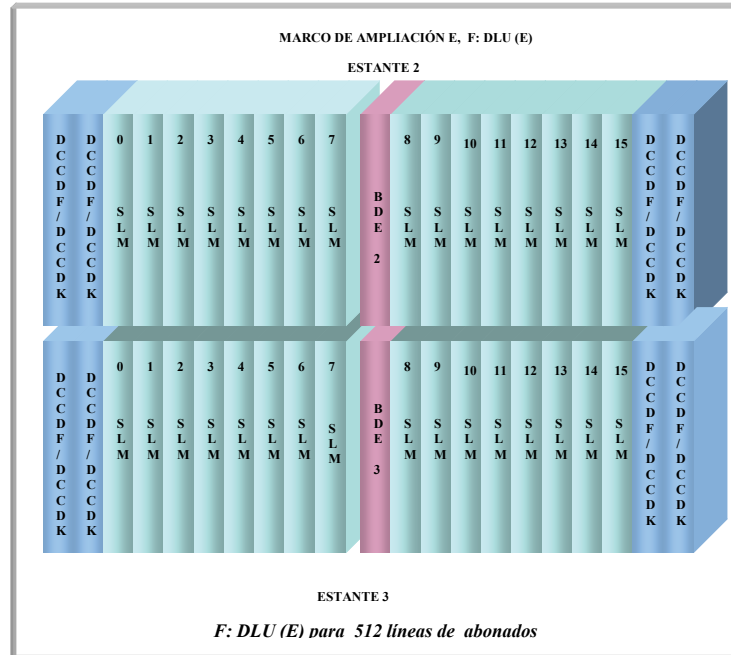 MARCO DE AMPLIACIÓN E, F: DLU (E)
ESTANTE 2
DCCDF/DCCDK DCCDF/DCCDK 0 SLM 1 SLM 2 SLM 3 SLM 4 SLM 5 SLM 6 SLM 7 SLM BDE 2 8 SLM 9 SLM 10 SLM 11 SLM 12 SLM 13 SLM 14 SLM 15 SLM DCCDF/DCCDK DCCDF/DCCDK
DCCDF/DCCDK DCCDF/DCCDK 0 SLM 1 SLM 2 SLM 3 SLM 4 SLM 5 SLM 6 SLM 7 SLM BDE 3 8 SLM 9 SLM 10 SLM 11 SLM 12 SLM 13 SLM 14 SLM 15 SLM DCCDF/DCCDK DCCDF/DCCDK
ESTANTE 3
F: DLU (E) para 512 líneas de abonados